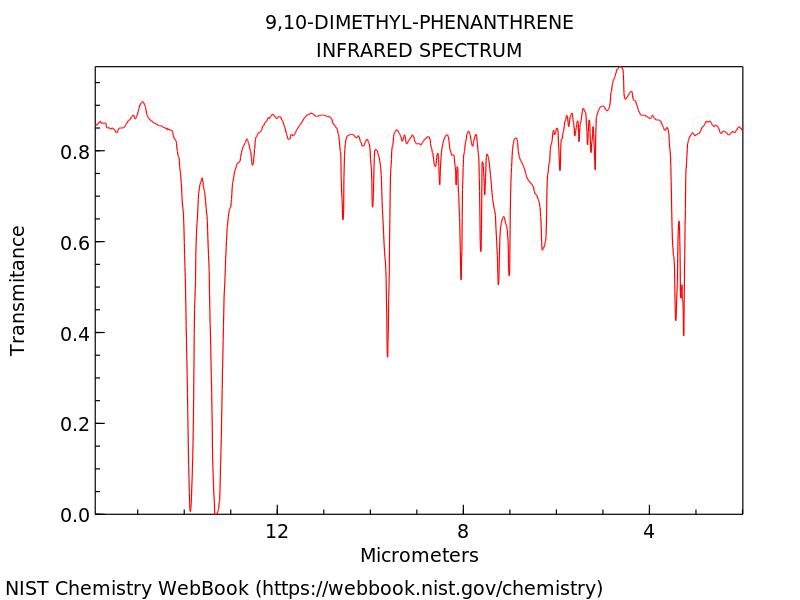 9,10-DIMETHYL-PHENANTHRENE
INFRARED SPECTRUM
0.8
0.6
0.4
0.2
0.0
Transmitance
12 8 4
Micrometers
NIST Chemistry WebBook (https://webbook.nist.gov/chemistry)